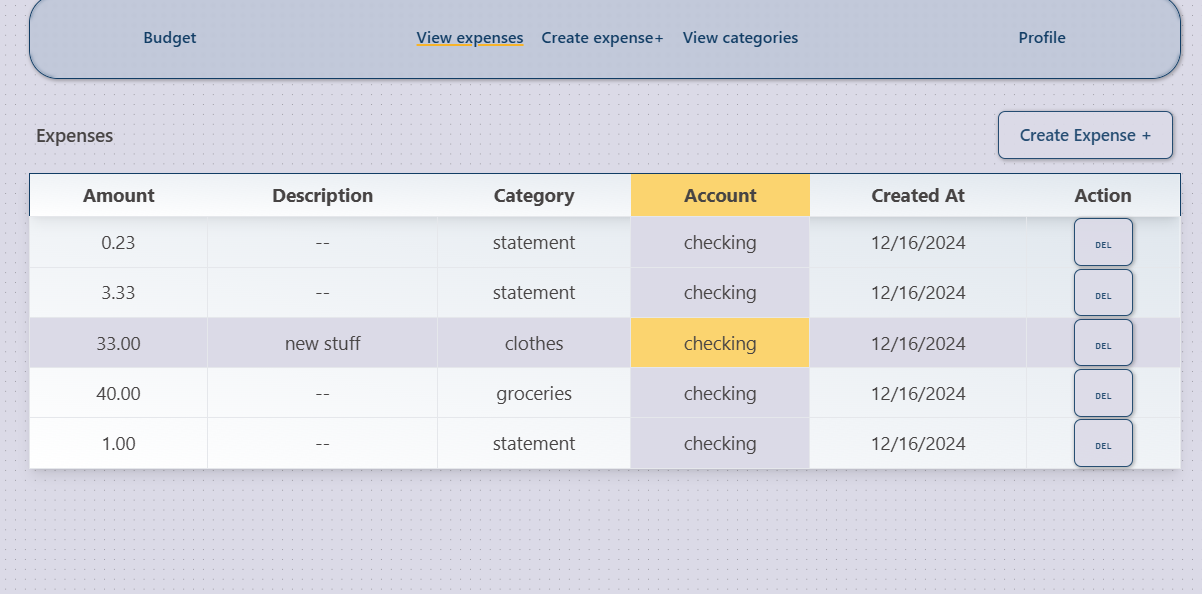 Budget View expenses Create expense+ View categories Profile
Expenses Create Expense +
Amount Description Category Account Created At Action
0.23 -- statement checking 12/16/2024 DEL
3.33 -- statement checking 12/16/2024 DEL
33.00 new stuff clothes checking 12/16/2024 DEL
40.00 -- groceries checking 12/16/2024 DEL
1.00 -- statement checking 12/16/2024 DEL